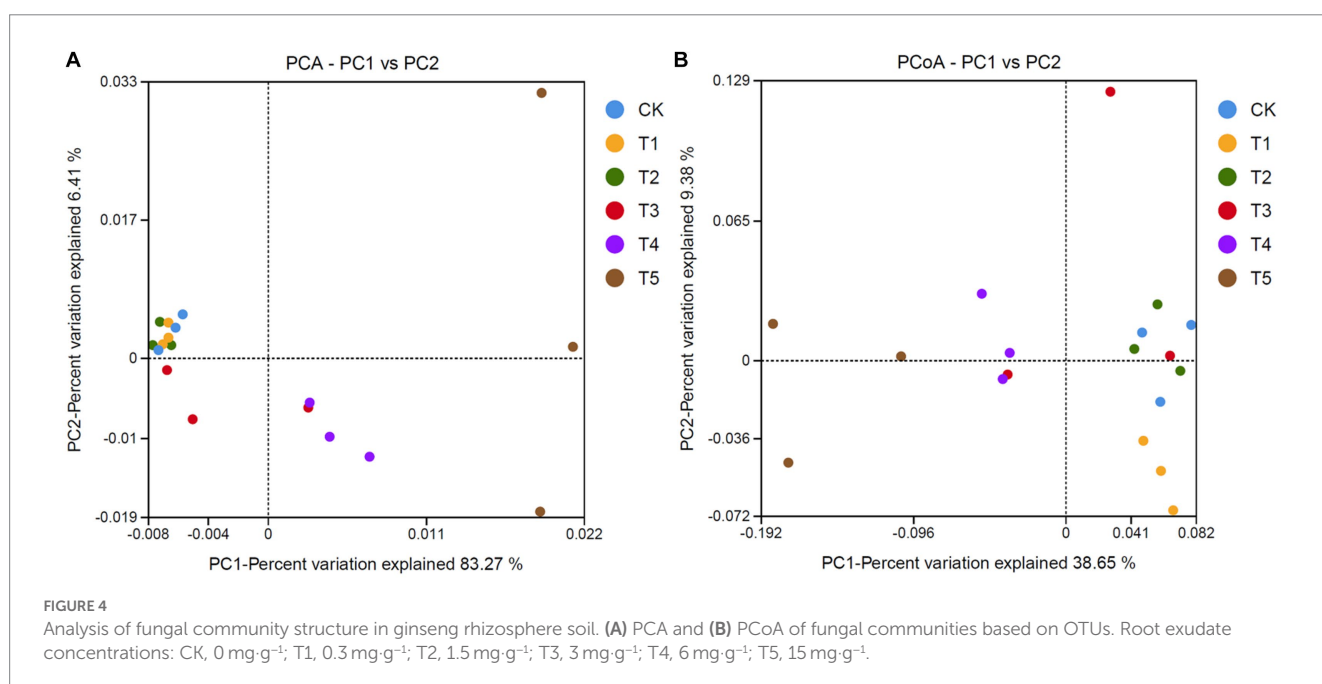 A
PCA - PC1 vs PC2
0.033
0.017
0
-0.01
-0.019
PC2-Percent variation explained 6.41 %
-0.008
-0.004
0
0.011
0.022
PC1-Percent variation explained 83.27 %
CK
T1
T2
T3
T4
T5
B
PCoA - PC1 vs PC2
0.129
0.065
0
-0.036
-0.072
PC2-Percent variation explained 9.38 %
-0.192
-0.096
0
0.041
0.082
PC1-Percent variation explained 38.65 %
CK
T1
T2
T3
T4
T5
FIGURE 4
Analysis of fungal community structure in ginseng rhizosphere soil. (A) PCA and (B) PCoA of fungal communities based on OTUs. Root exudate
concentrations: CK, 0 mg·g⁻¹; T1, 0.3 mg·g⁻¹; T2, 1.5 mg·g⁻¹; T3, 3 mg·g⁻¹; T4, 6 mg·g⁻¹; T5, 15 mg·g⁻¹.